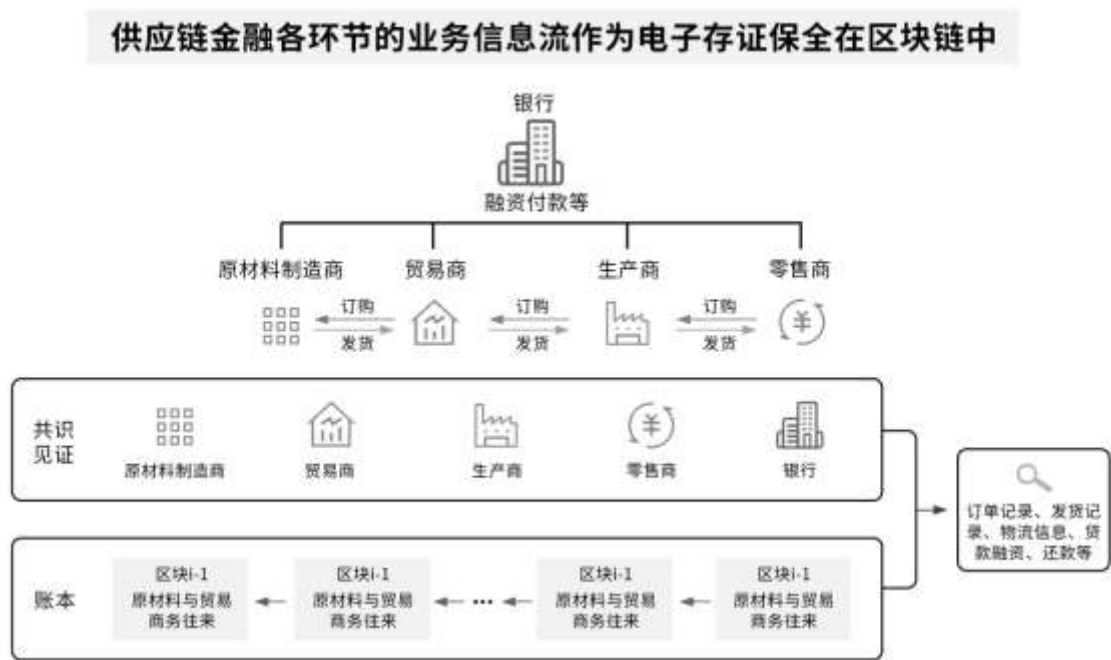 供应链金融各环节的业务信息流作为电子存证保全在区块链中
银行
融资付款等
原材料制造商
贸易商
生产商
零售商
订购
发货
订购
发货
订购
发货
共识
见证
原材料制造商
贸易商
生产商
零售商
银行
订单记录、发货记
录、物流信息、贷
款融资、还款等
账本
区块i-1
原材料与贸易
商务往来
区块i-1
原材料与贸易
商务往来
...
区块i-1
原材料与贸易
商务往来
区块i-1
原材料与贸易
商务往来